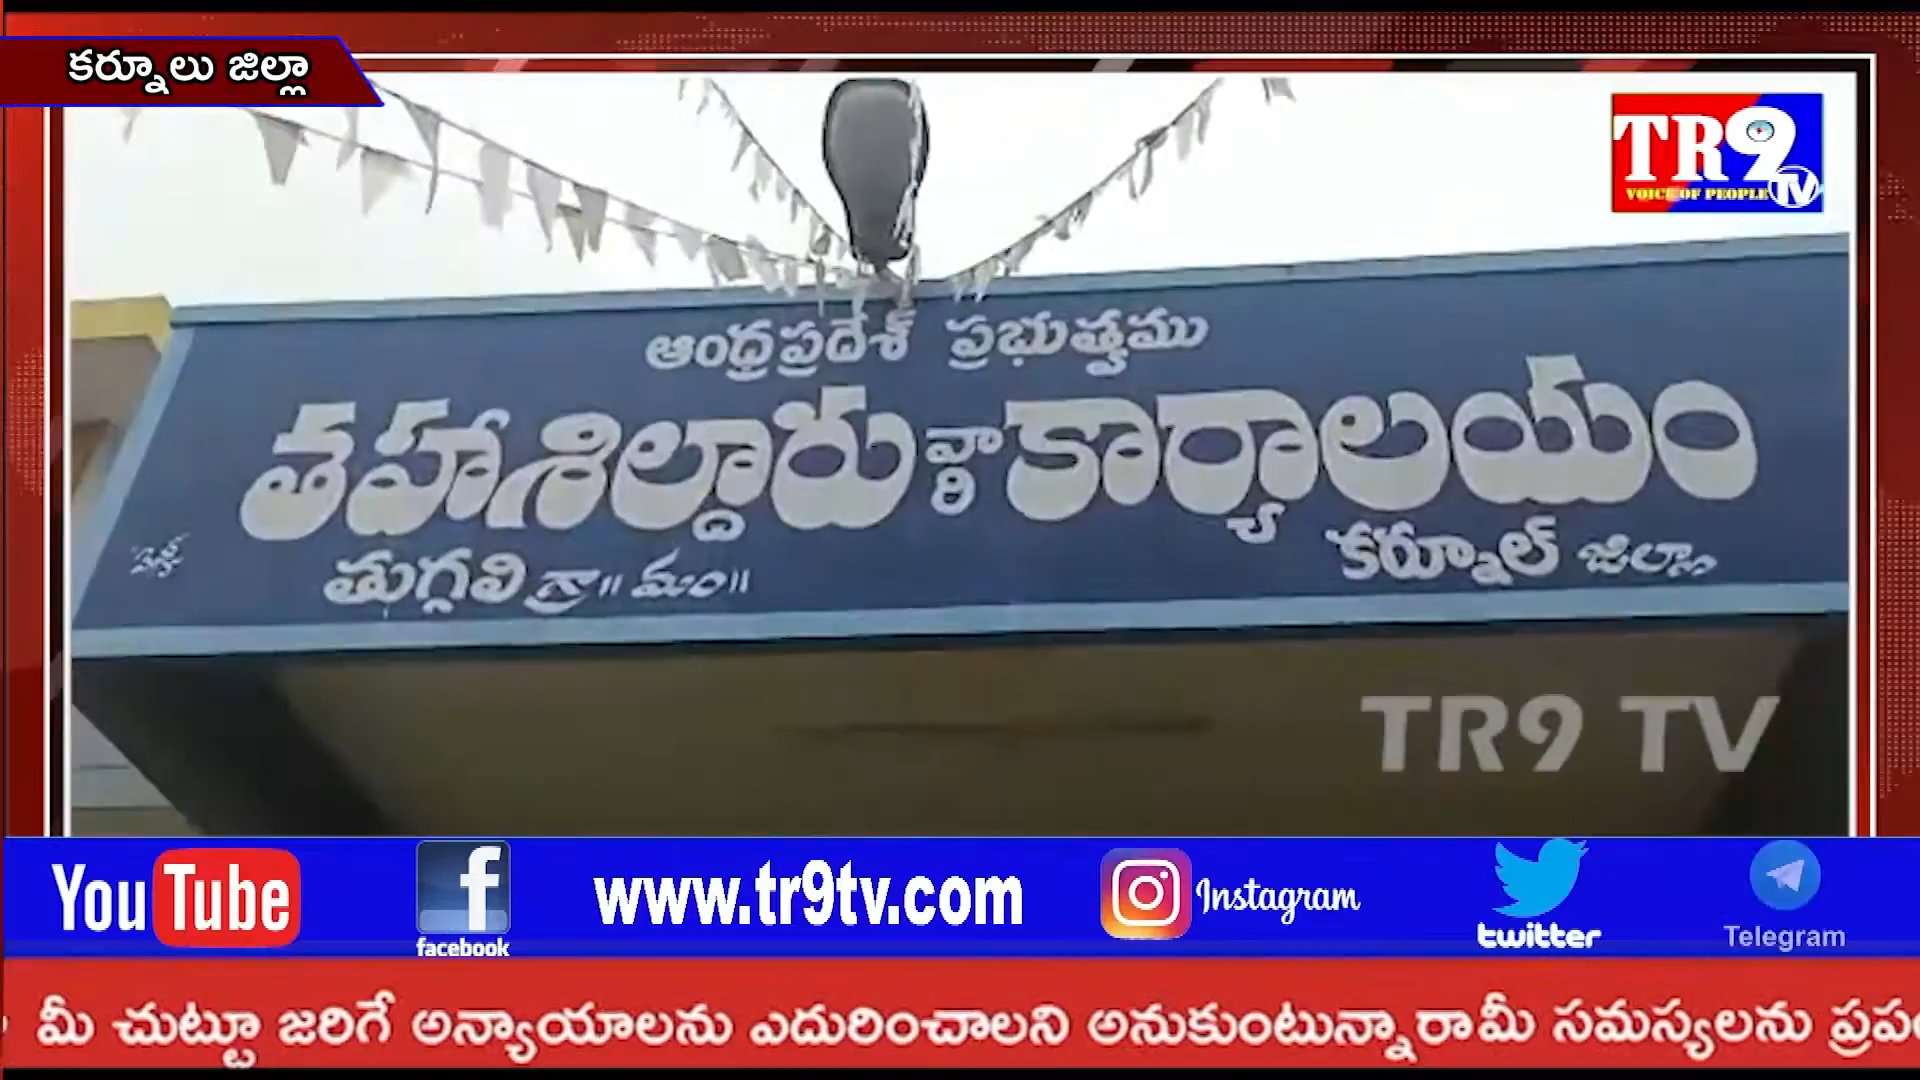 కర్నూలు జిల్లా
TR9 TV
VOICE OF PEOPLE
ఆంధ్రప్రదేశ్ ప్రభుత్వము
తహాశిల్దారు వార్కి కార్యాలయం
తుగ్గలి గ్రా॥ మం॥ కర్నూల్ జిల్లా
TR9 TV
YouTube
facebook
www.tr9tv.com
Instagram
twitter
Telegram
మీ చుట్టూ జరిగే అన్యాయాలను ఎదురించాలని అనుకుంటున్నారా మీ సమస్యలను